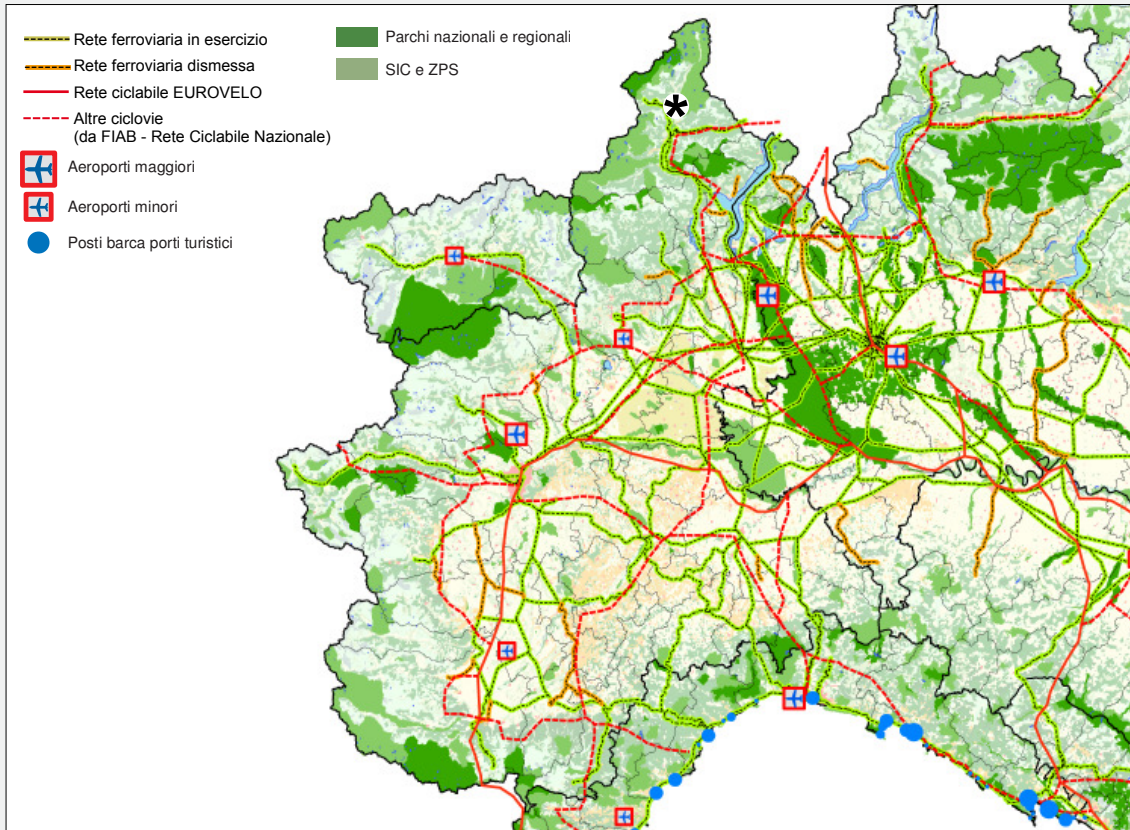 Rete ferroviaria in esercizio
Rete ferroviaria dismessa
Rete ciclabile EUROVELO
Altre ciclovie
(da FIAB - Rete Ciclabile Nazionale)
Aeroporti maggiori
Aeroporti minori
Posti barca porti turistici
Parchi nazionali e regionali
SIC e ZPS
*